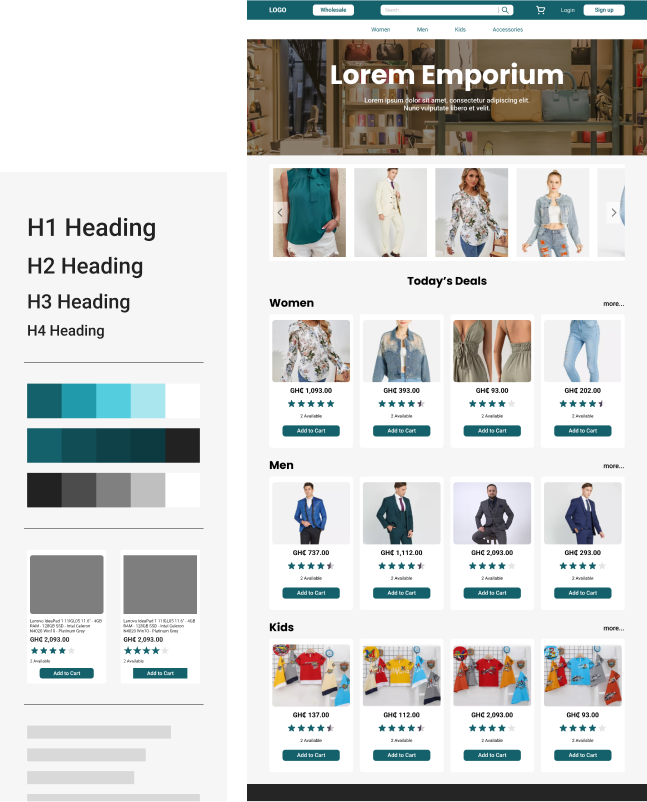 H1 Heading
H2 Heading
H3 Heading
H4 Heading
Lenovo IdeaPad 1 11IGL05 11.6" - 4GB
RAM - 128GB SSD - Intel Celeron
N4020 Win10 - Platinum Grey
GH₵ 2,093.00
2 Available
Add to Cart
Lenovo IdeaPad 1 11IGL05 11.6" - 4GB
RAM - 128GB SSD - Intel Celeron
N4020 Win10 - Platinum Grey
GH₵ 2,093.00
2 Available
Add to Cart
LOGO Wholesale Search... Login Sign up
Women Men Kids Accessories
Lorem Emporium
Lorem ipsum color sit amet, consectetur adipiscing elit.
Nunc vulputate libero et velit.
Today's Deals
Women more...
GH₵ 1,093.00 GH₵ 393.00 GH₵ 93.00 GH₵ 202.00
2 Available 2 Available 2 Available 2 Available
Add to Cart Add to Cart Add to Cart Add to Cart
Men more...
GH₵ 737.00 GH₵ 1,112.00 GH₵ 2,093.00 GH₵ 293.00
2 Available 2 Available 2 Available 2 Available
Add to Cart Add to Cart Add to Cart Add to Cart
Kids more...
GH₵ 137.00 GH₵ 112.00 GH₵ 2,093.00 GH₵ 93.00
2 Available 2 Available 2 Available 2 Available
Add to Cart Add to Cart Add to Cart Add to Cart